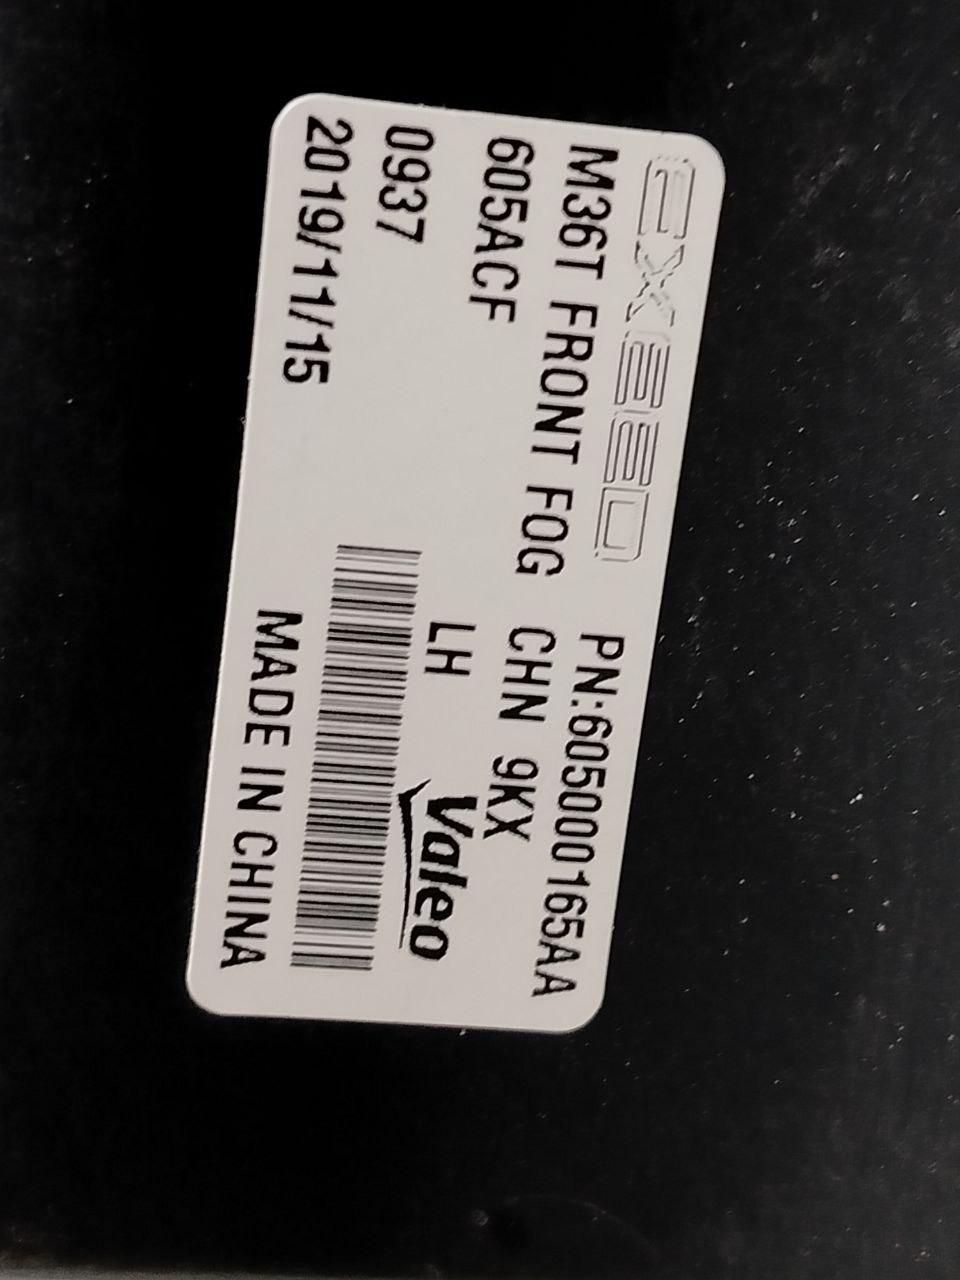 EXEED PN:605000165AA
M36T FRONT FOG CHN 9KX
605ACF LH Valeo
0937
2019/11/15 MADE IN CHINA